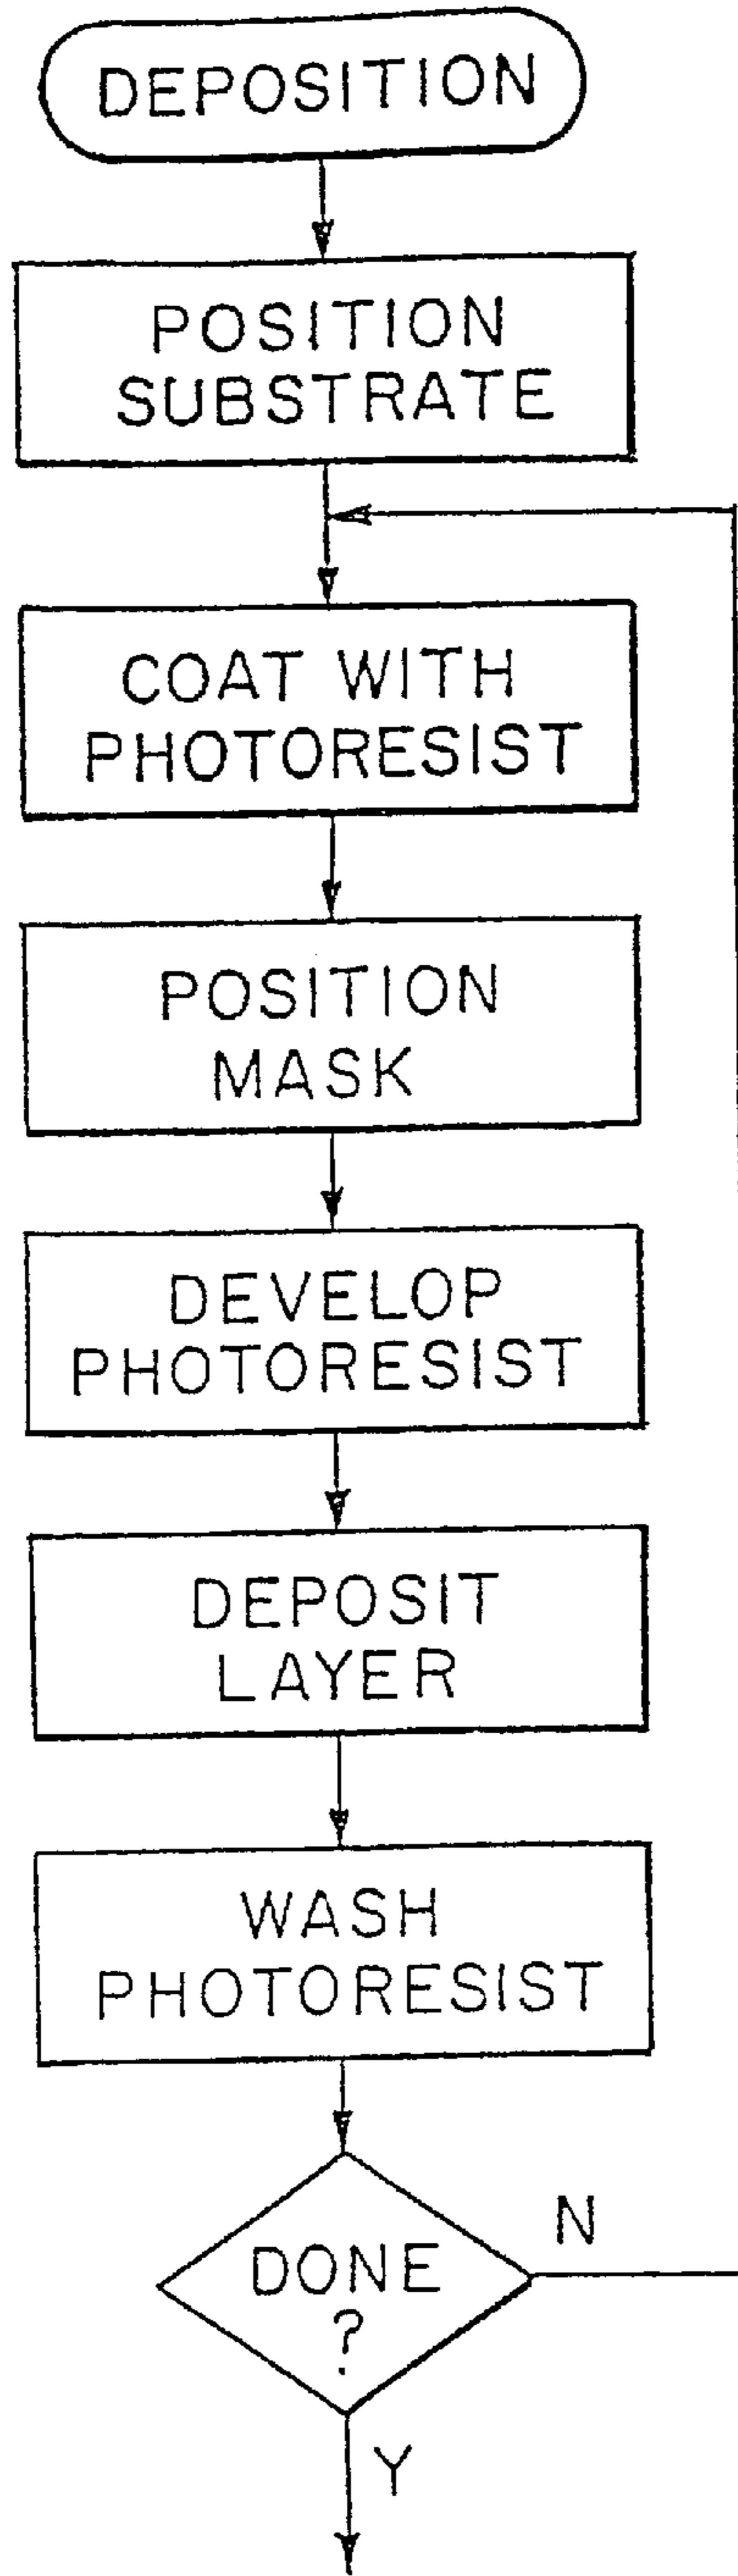 DEPOSITION
POSITION
SUBSTRATE
COAT WITH
PHOTORESIST
POSITION
MASK
DEVELOP
PHOTORESIST
DEPOSIT
LAYER
WASH
PHOTORESIST
DONE
?
N
Y